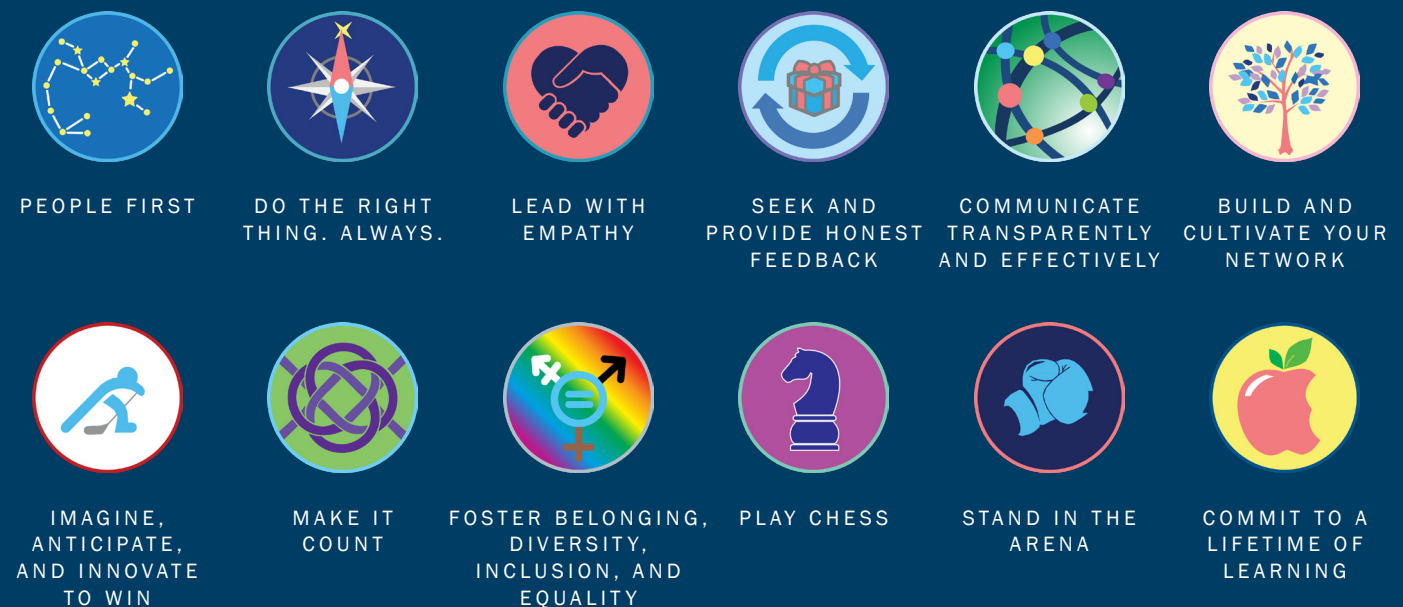 PEOPLE FIRST
DO THE RIGHT
THING. ALWAYS.
LEAD WITH
EMPATHY
SEEK AND
PROVIDE HONEST
FEEDBACK
COMMUNICATE
TRANSPARENTLY
AND EFFECTIVELY
BUILD AND
CULTIVATE YOUR
NETWORK
IMAGINE,
ANTICIPATE,
AND INNOVATE
TO WIN
MAKE IT
COUNT
FOSTER BELONGING,
DIVERSITY,
INCLUSION, AND
EQUALITY
PLAY CHESS
STAND IN THE
ARENA
COMMIT TO A
LIFETIME OF
LEARNING